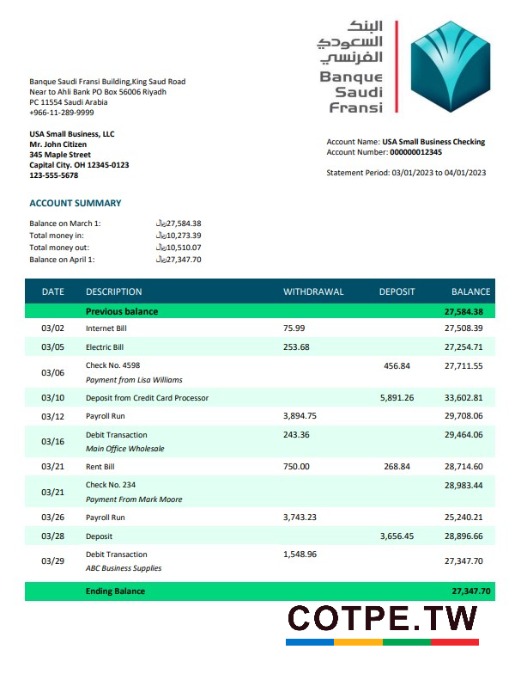 البنك
السعودي
الفرنسي
Banque
Saudi
Fransi
Banque Saudi Fransi Building,King Saud Road
Near to Ahli Bank PO Box 56006 Riyadh
PC 11554 Saudi Arabia
+966-11-289-9999
USA Small Business, LLC
Mr. John Citizen
345 Maple Street
Capital City. OH 12345-0123
123-555-5678
Account Name: USA Small Business Checking
Account Number: 000000012345
Statement Period: 03/01/2023 to 04/01/2023
ACCOUNT SUMMARY
Balance on March 1: ﷼27,584.38
Total money in: ﷼10,273.39
Total money out: ﷼10,510.07
Balance on April 1: ﷼27,347.70
DATE DESCRIPTION WITHDRAWAL DEPOSIT BALANCE
Previous balance 27,584.38
03/02 Internet Bill 75.99 27,508.39
03/05 Electric Bill 253.68 27,254.71
03/06 Check No. 4598 456.84 27,711.55
Payment from Lisa Williams
03/10 Deposit from Credit Card Processor 5,891.26 33,602.81
03/12 Payroll Run 3,894.75 29,708.06
03/16 Debit Transaction 243.36 29,464.06
Main Office Wholesale
03/21 Rent Bill 750.00 268.84 28,714.60
03/21 Check No. 234 28,983.44
Payment From Mark Moore
03/26 Payroll Run 3,743.23 25,240.21
03/28 Deposit 3,656.45 28,896.66
03/29 Debit Transaction 1,548.96 27,347.70
ABC Business Supplies
Ending Balance 27,347.70
COTPE.TW